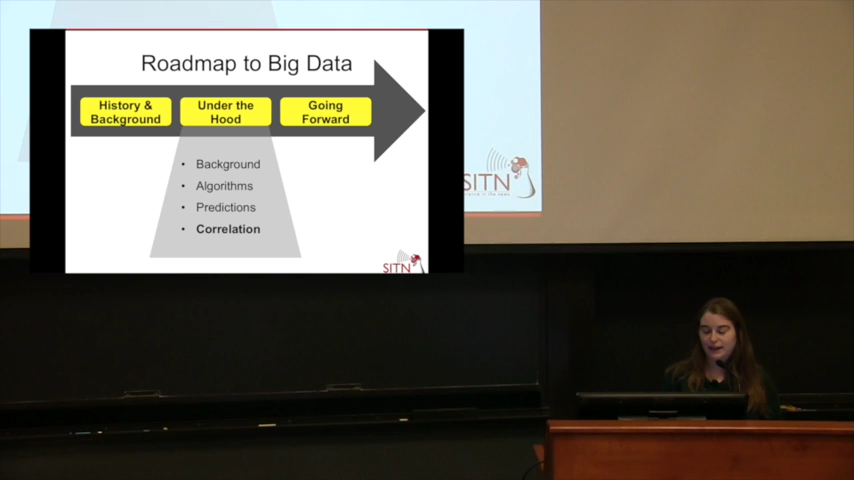 Roadmap to Big Data
History &
Background
Under the
Hood
Going
Forward
• Background
• Algorithms
• Predictions
• Correlation
SITN
SITN